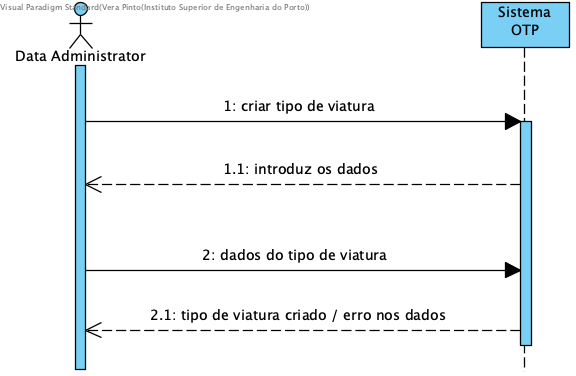 Visual Paradigm Standard(Vera Pinto(Instituto Superior de Engenharia do Porto))
Sistema
OTP
Data Administrator
1: criar tipo de viatura
1.1: introduz os dados
2: dados do tipo de viatura
2.1: tipo de viatura criado / erro nos dados